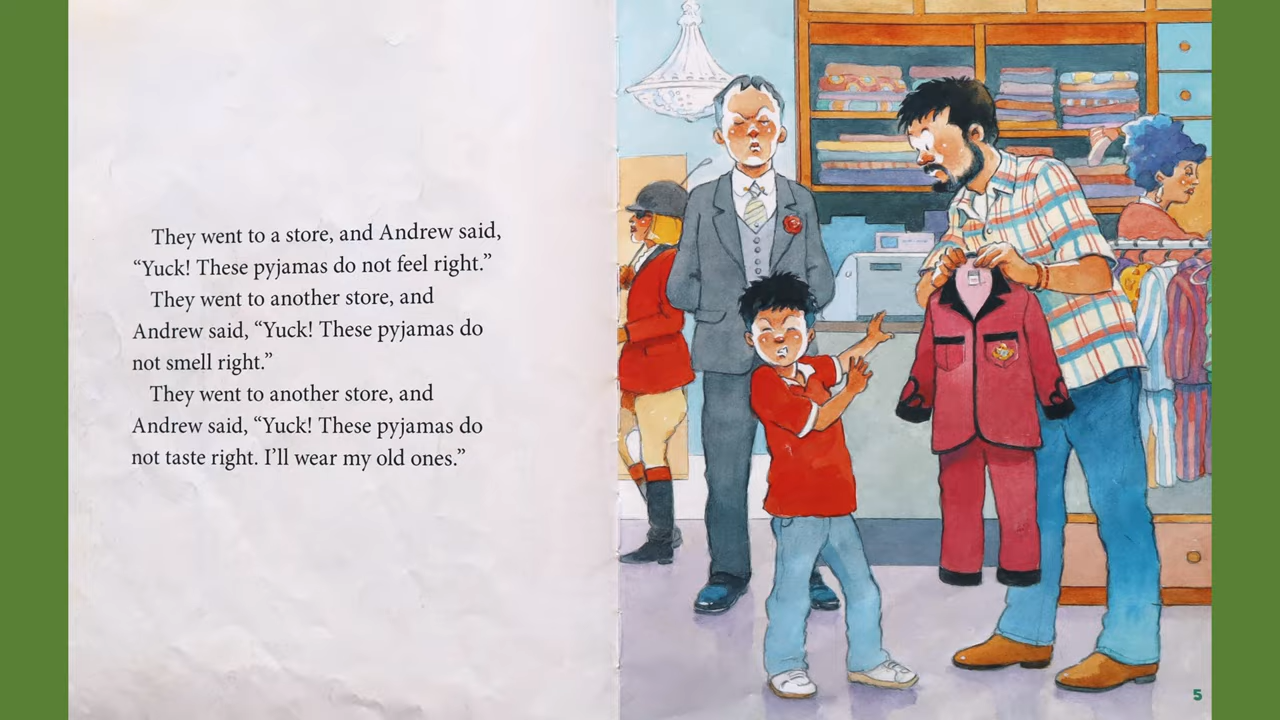 They went to a store, and Andrew said,
“Yuck! These pyjamas do not feel right.”
They went to another store, and
Andrew said, “Yuck! These pyjamas do
not smell right.”
They went to another store, and
Andrew said, “Yuck! These pyjamas do
not taste right. I’ll wear my old ones.”
5